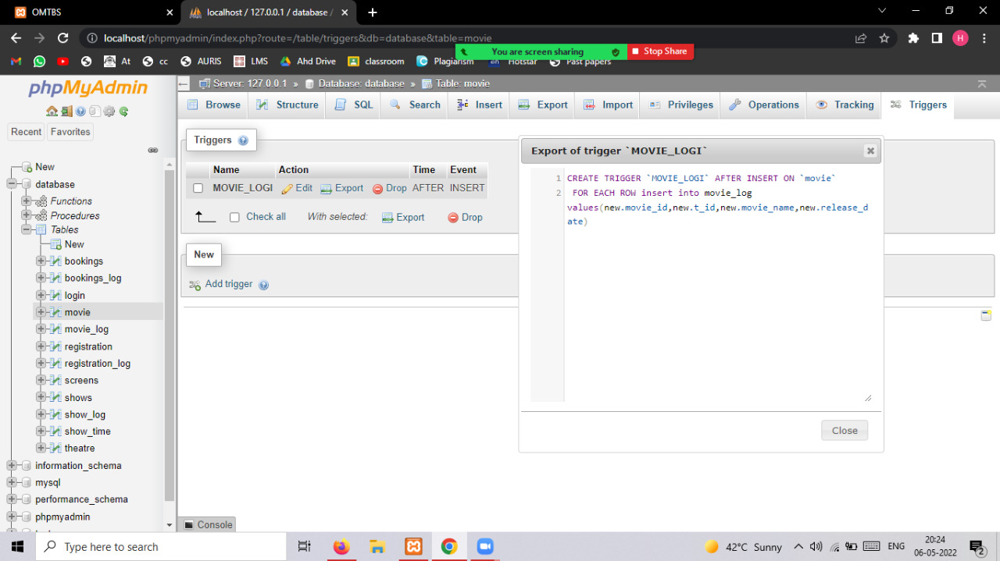 OMTBS
localhost / 127.0.0.1 / database /
localhost/phpmyadmin/index.php?route=/table/triggers&db=database&table=movie
You are screen sharing
Stop Share
At
cc
AURIS
LMS
Ahd Drive
classroom
Plagiarism
Hotstar
Past papers
phpMyAdmin
Server: 127.0.0.1 » Database: database » Table: movie
Browse Structure SQL Search Insert Export Import Privileges Operations Tracking Triggers
Recent Favorites
New
database
Functions
Procedures
Tables
New
bookings
bookings_log
login
movie
movie_log
registration
registration_log
screens
shows
show_log
show_time
theatre
information_schema
mysql
performance_schema
phpmyadmin
Triggers
Name Action Time Event
MOVIE_LOGI Edit Export Drop AFTER INSERT
Check all With selected: Export Drop
New
Add trigger
Export of trigger `MOVIE_LOGI`
1 CREATE TRIGGER `MOVIE_LOGI` AFTER INSERT ON `movie`
2 FOR EACH ROW insert into movie_log
values(new.movie_id,new.t_id,new.movie_name,new.release_d
ate)
Close
Console
Type here to search
42°C Sunny
ENG
20:24
06-05-2022
2
H